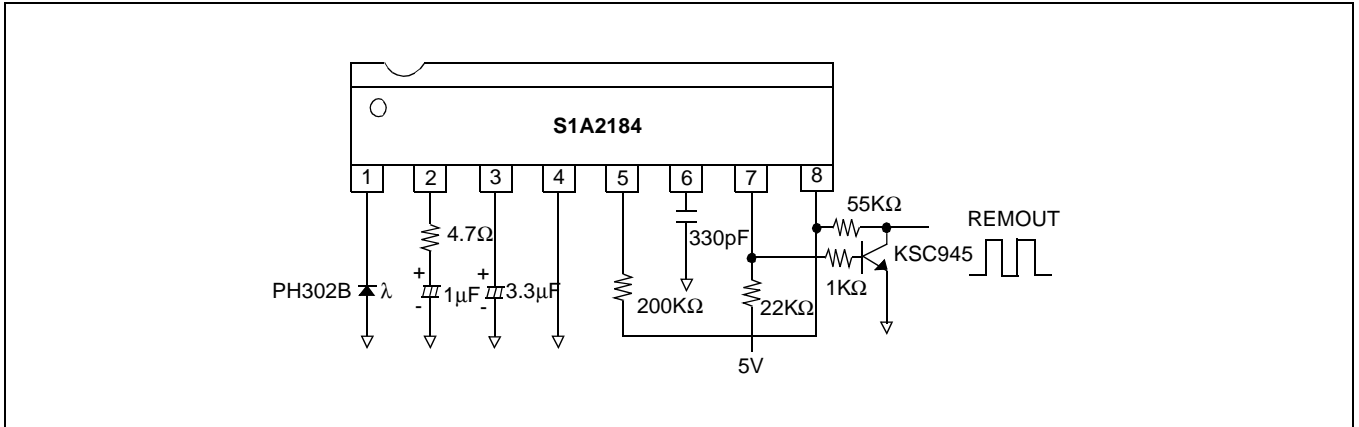 S1A2184
1 2 3 4 5 6 7 8
55KΩ
REMOUT
4.7Ω
330pF
KSC945
PH302B λ
+
1μF
-
+
3.3μF
-
200KΩ
22KΩ
1KΩ
5V